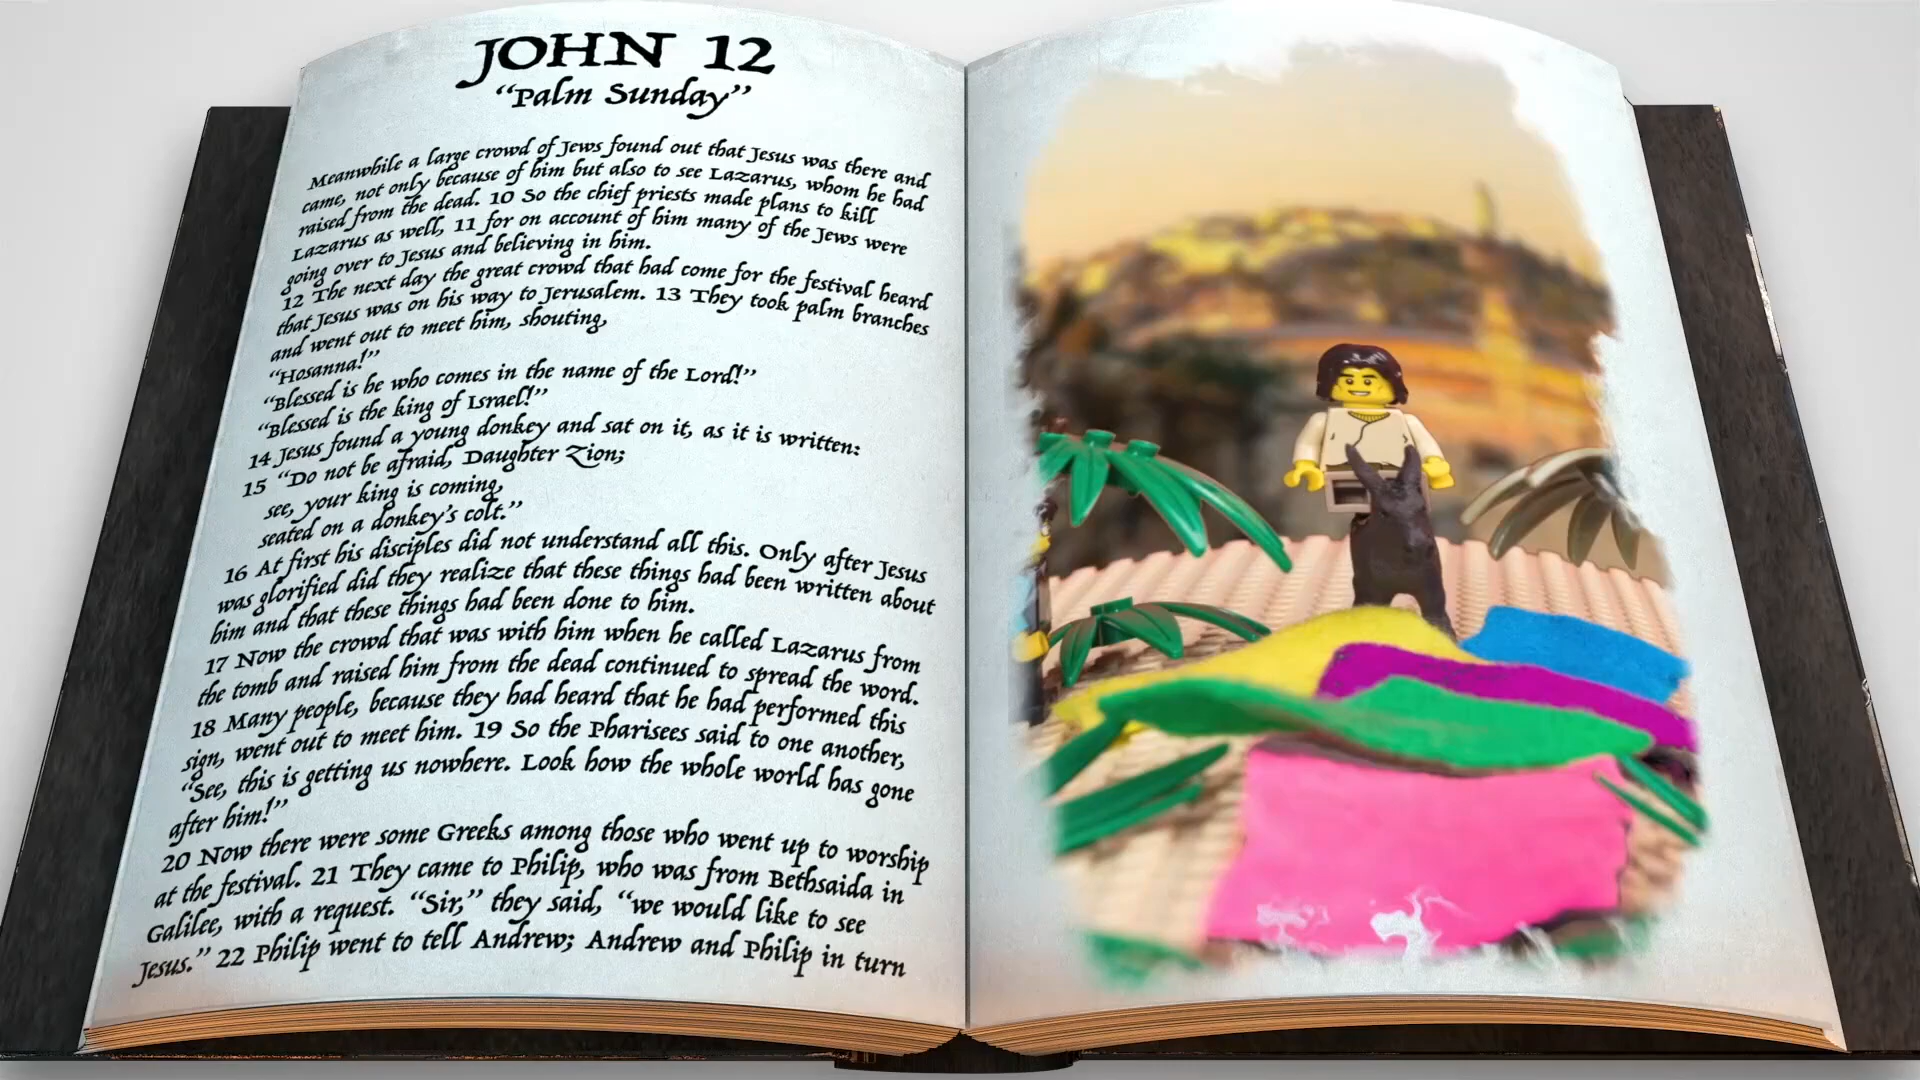 JOHN 12
“Palm Sunday”
Meanwhile a large crowd of Jews found out that Jesus was there and
came, not only because of him but also to see Lazarus, whom he had
raised from the dead. 10 So the chief priests made plans to kill
Lazarus as well, 11 for on account of him many of the Jews were
going over to Jesus and believing in him.
12 The next day the great crowd that had come for the festival heard
that Jesus was on his way to Jerusalem. 13 They took palm branches
and went out to meet him, shouting,
“Hosanna!”
“Blessed is he who comes in the name of the Lord!”
“Blessed is the king of Israel!”
14 Jesus found a young donkey and sat on it, as it is written:
15 “Do not be afraid, Daughter Zion;
see, your king is coming,
seated on a donkey’s colt.”
16 At first his disciples did not understand all this. Only after Jesus
was glorified did they realize that these things had been written about
him and that these things had been done to him.
17 Now the crowd that was with him when he called Lazarus from
the tomb and raised him from the dead continued to spread the word.
18 Many people, because they had heard that he had performed this
sign, went out to meet him. 19 So the Pharisees said to one another,
“See, this is getting us nowhere. Look how the whole world has gone
after him!”
20 Now there were some Greeks among those who went up to worship
at the festival. 21 They came to Philip, who was from Bethsaida in
Galilee, with a request. “Sir,” they said, “we would like to see
Jesus.” 22 Philip went to tell Andrew; Andrew and Philip in turn